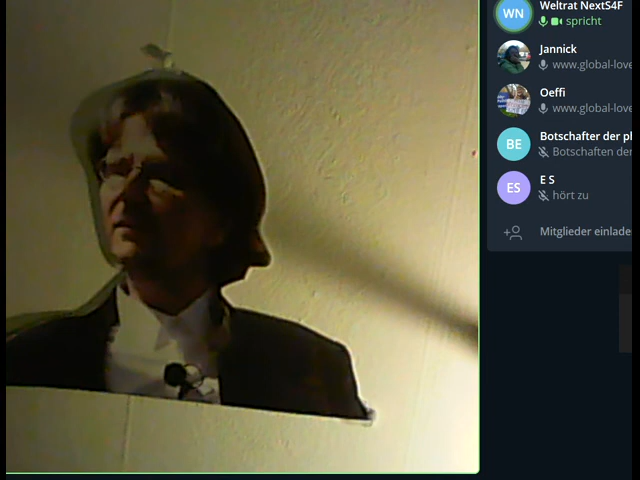 Weltrat NextS4F
WN
spricht
Jannick
www.global-love
Oeffi
www.global-love
Botschafter der pl
BE
Botschaften der
E S
ES
hört zu
Mitglieder einlade